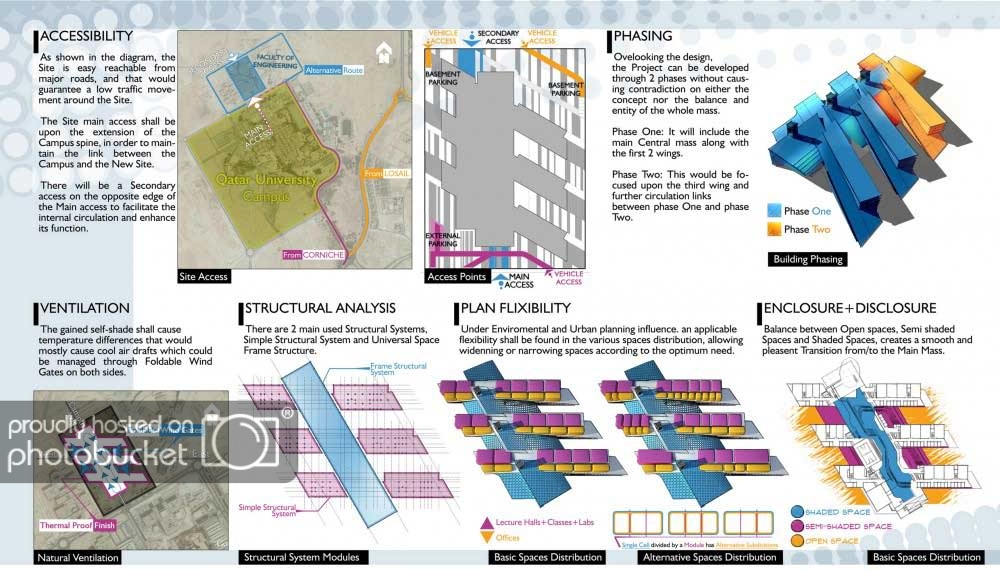 ACCESSIBILITY
As shown in the diagram, the
Site is easy reachable from
major roads, and that would
guarantee a low traffic move-
ment around the Site.
The Site main access shall be
upon the extension of the
Campus spine, in order to main-
tain the link between the
Campus and the New Site.
There will be a Secondary
access on the opposite edge of
the Main access to facilitate the
internal circulation and enhance
its function.
FACULTY OF
ENGINEERING
Alternative Route
MAIN
ACCESS
Qatar University
Campus
From LOSAIL
From CORNICHE
Site Access
VEHICLE
ACCESS
SECONDARY
ACCESS
VEHICLE
ACCESS
BASEMENT
PARKING
BASEMENT
PARKING
EXTERNAL
PARKING
MAIN
ACCESS
VEHICLE
ACCESS
Access Points
PHASING
Ovelooking the design,
the Project can be developed
through 2 phases without caus-
ing contradiction on either the
concept nor the balance and
entity of the whole mass.
Phase One: It will include the
main Central mass along with
the first 2 wings.
Phase Two: This would be fo-
cused upon the third wing and
further circulation links
between phase One and phase
Two.
Phase One
Phase Two
Building Phasing
VENTILATION
The gained self-shade shall cause
temperature differences that would
mostly cause cool air drafts which could
be managed through Foldable Wind
Gates on both sides.
proudly hosted on
photobucket
Thermal Proof Finish
Natural Ventilation
STRUCTURAL ANALYSIS
There are 2 main used Structural Systems,
Simple Structural System and Universal Space
Frame Structure.
Frame Structural
System
Simple Structural
System
Structural System Modules
PLAN FLIXIBILITY
Under Enviromental and Urban planning influence. an applicable
flexibility shall be found in the various spaces distribution, allowing
widenning or narrowing spaces according to the optimum need.
Lecture Halls+Classes+Labs
Offices
Basic Spaces Distribution
Single Cell divided by a Module has Alternative Subdivisions
Alternative Spaces Distribution
ENCLOSURE+DISCLOSURE
Balance between Open spaces, Semi shaded
Spaces and Shaded Spaces, creates a smooth and
pleasent Transition from/to the Main Mass.
SHADED SPACE
SEMI-SHADED SPACE
OPEN SPACE
Basic Spaces Distribution